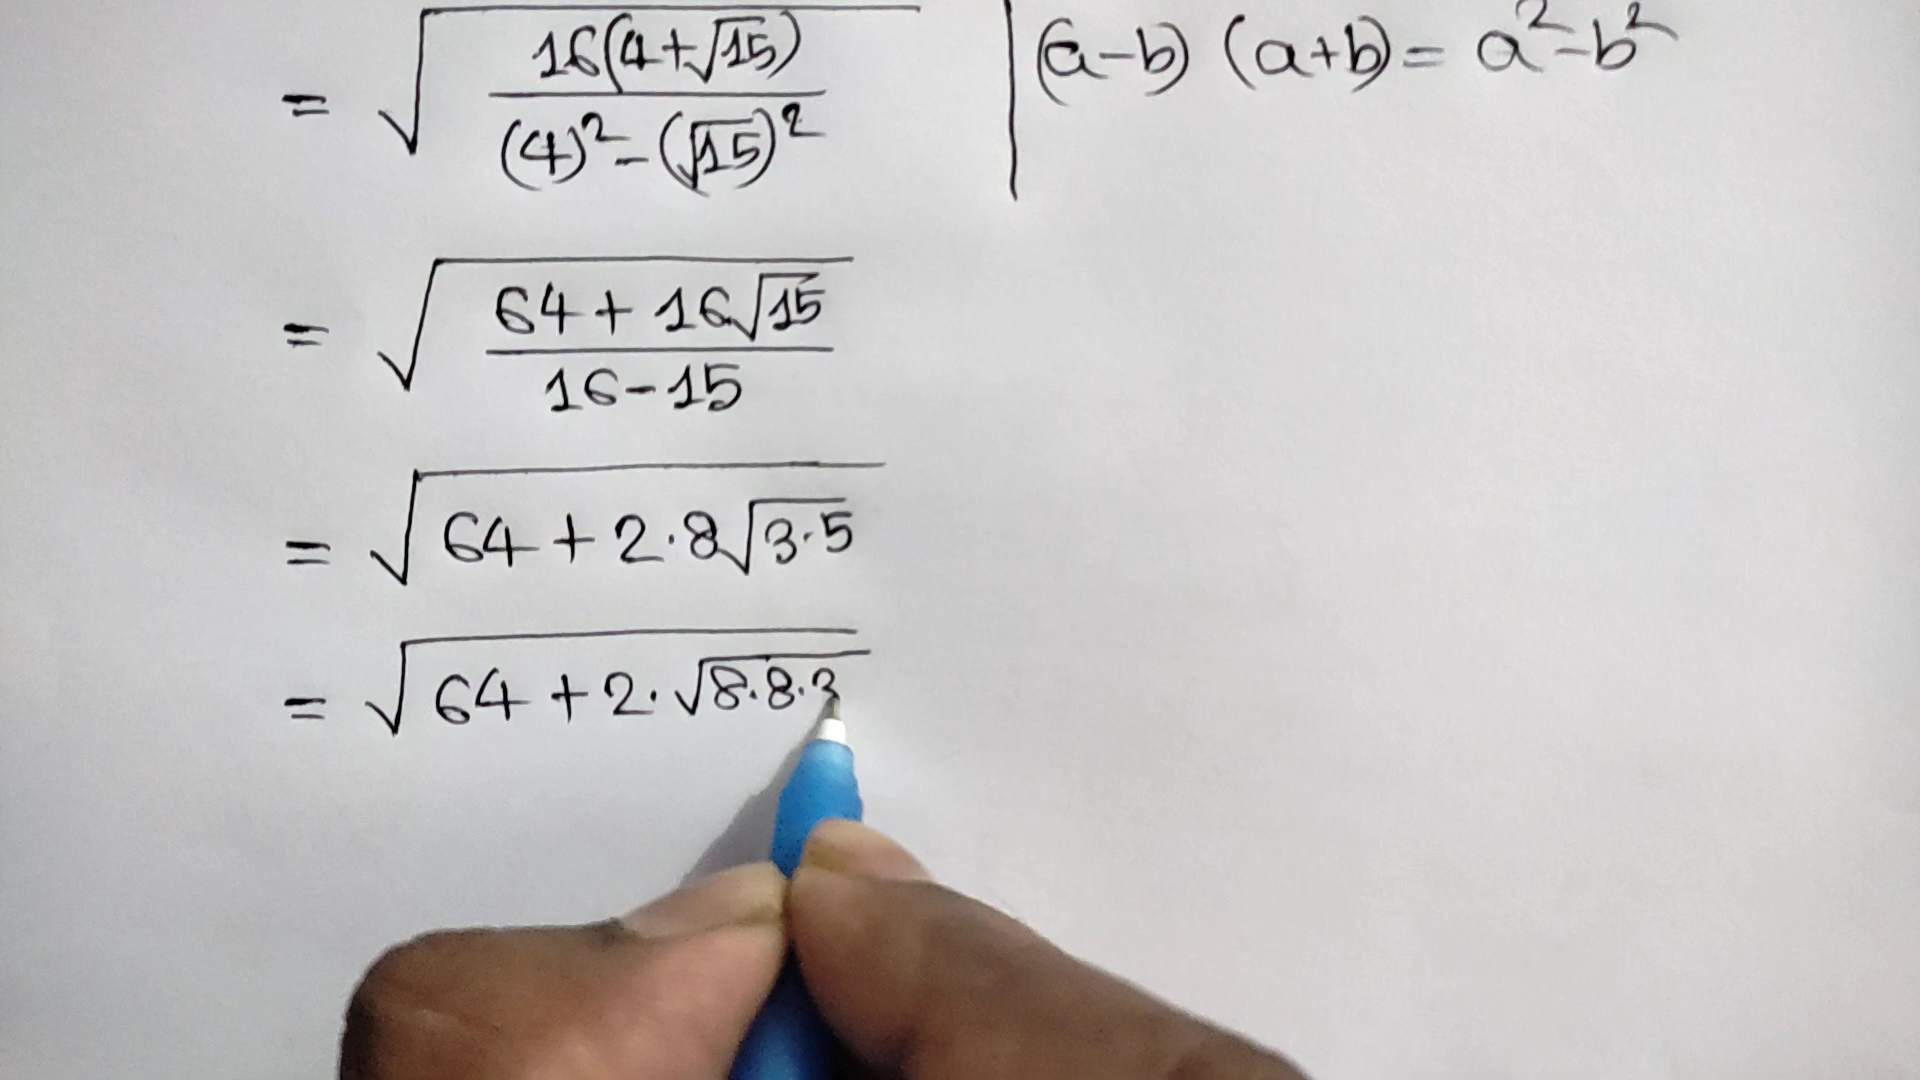 = √(16(4+√15) / ((4)² - (√15)²)) | (a-b) (a+b) = a²-b²
= √((64 + 16√15) / (16-15))
= √(64 + 2·8√(3·5))
= √(64 + 2·√(8·8·3))